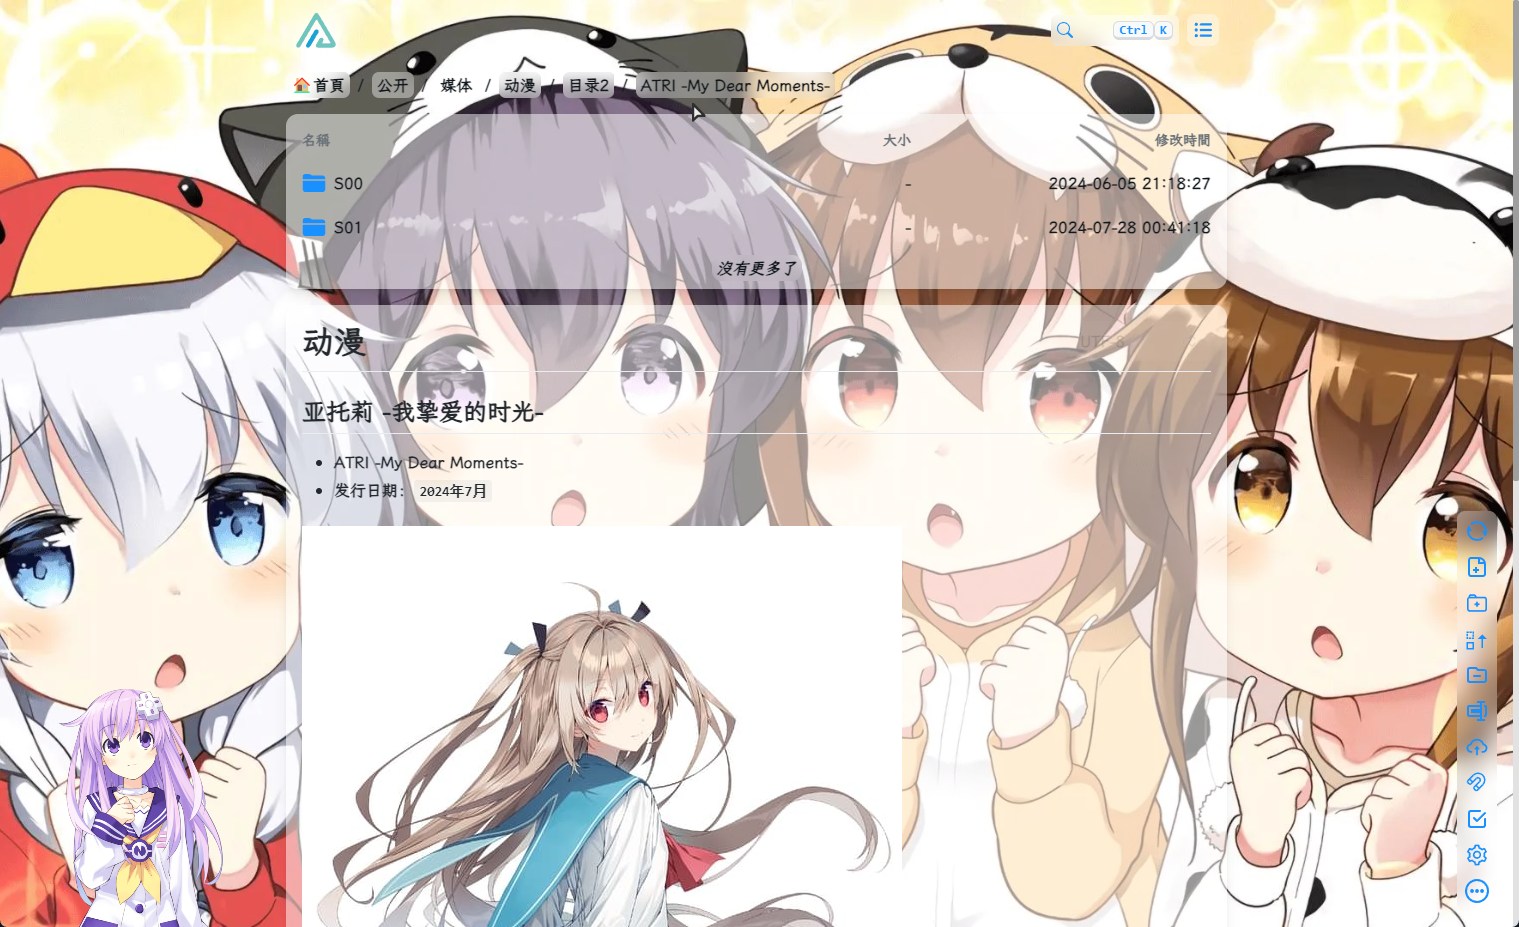 Ctrl K
🏠首頁 / 公开 / 媒体 / 动漫 / 目录2 / ATRI -My Dear Moments-
名稱 大小 修改時間
S00 - 2024-06-05 21:18:27
S01 - 2024-07-28 00:41:18
沒有更多了
动漫
亚托莉 -我挚爱的时光-
ATRI -My Dear Moments-
发行日期： 2024年7月
N